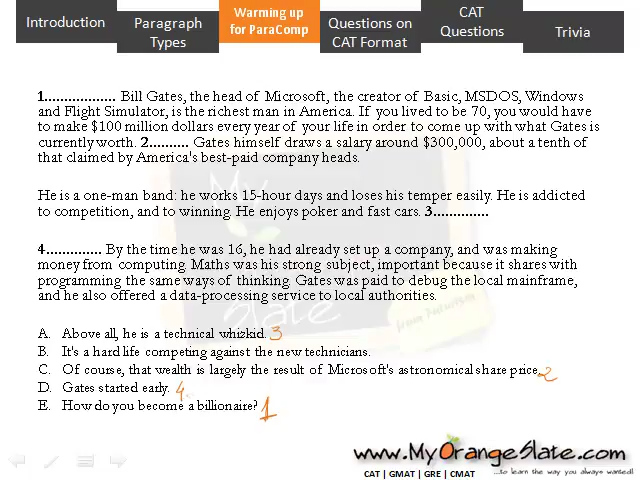 Introduction
Paragraph
Types
Warming up
for ParaComp
Questions on
CAT Format
CAT
Questions
Trivia
1.................. Bill Gates, the head of Microsoft, the creator of Basic, MSDOS, Windows
and Flight Simulator, is the richest man in America. If you lived to be 70, you would have
to make $100 million dollars every year of your life in order to come up with what Gates is
currently worth. 2.......... Gates himself draws a salary around $300,000, about a tenth of
that claimed by America's best-paid company heads.
He is a one-man band: he works 15-hour days and loses his temper easily. He is addicted
to competition, and to winning. He enjoys poker and fast cars. 3..............
4.............. By the time he was 16, he had already set up a company, and was making
money from computing. Maths was his strong subject, important because it shares with
programming the same ways of thinking. Gates was paid to debug the local mainframe,
and he also offered a data-processing service to local authorities.
A. Above all, he is a technical whizkid. 3
B. It's a hard life competing against the new technicians.
C. Of course, that wealth is largely the result of Microsoft's astronomical share price. 2
D. Gates started early. 4
E. How do you become a billionaire? 1
www.MyOrangeSlate.com
CAT | GMAT | GRE | CMAT
...to learn the way you always wanted!